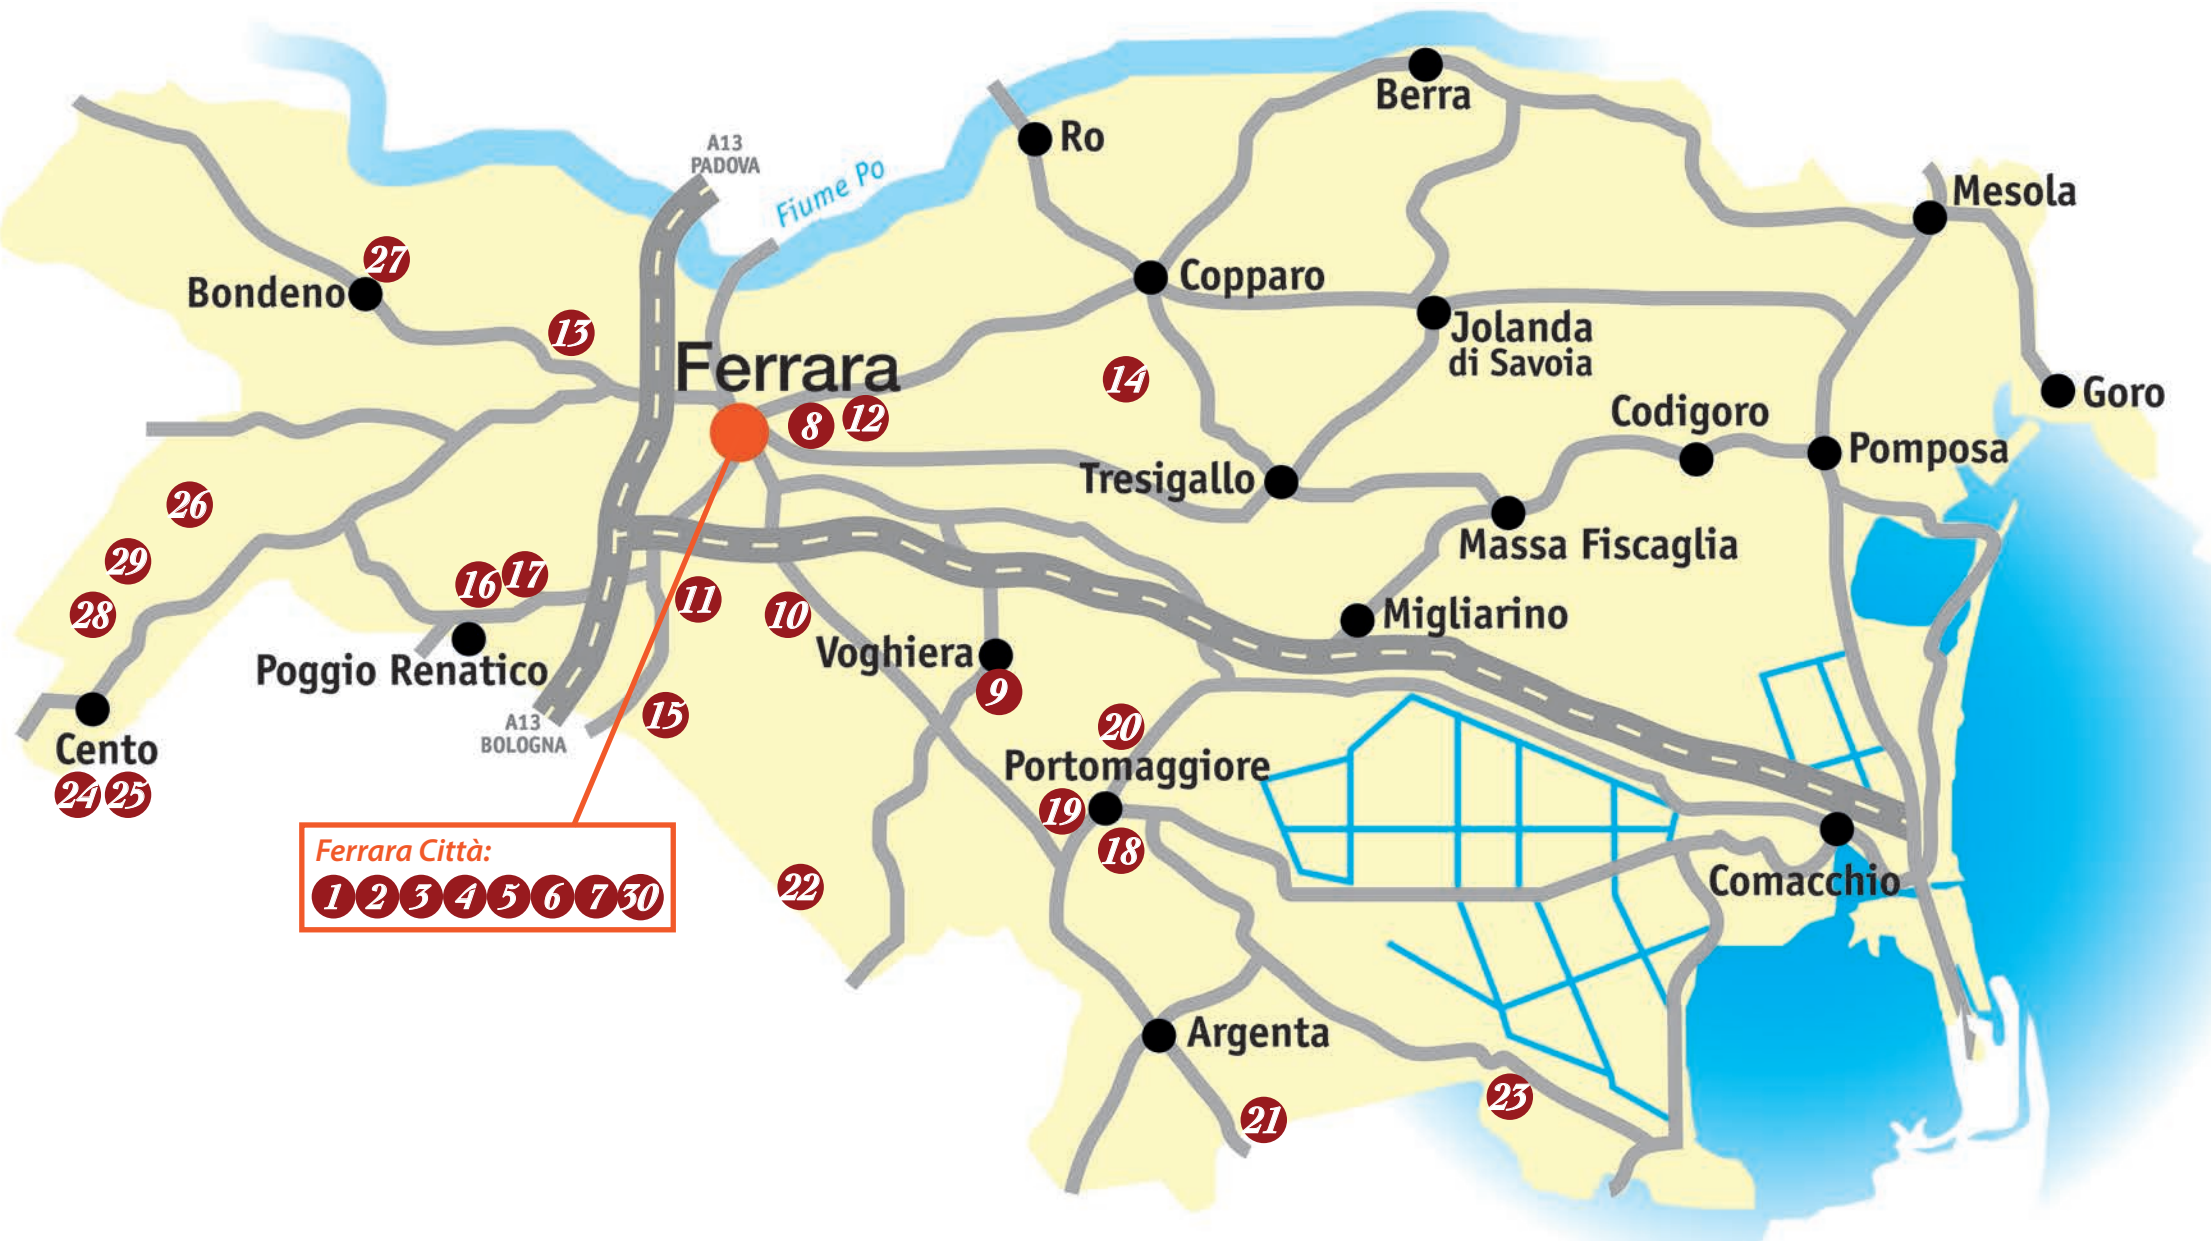 Berra
A13
PADOVA
Ro
Fiume Po
Mesola
27
Bondeno
Copparo
13
Jolanda
di Savoia
Ferrara
14
Goro
8
12
Codigoro
Pomposa
Tresigallo
26
Massa Fiscaglia
29
16
17
28
11
10
Migliarino
Voghiera
Poggio Renatico
9
15
A13
BOLOGNA
20
Cento
Portomaggiore
24
25
19
18
Ferrara Città:
1 2 3 4 5 6 7 30
22
Comacchio
Argenta
23
21